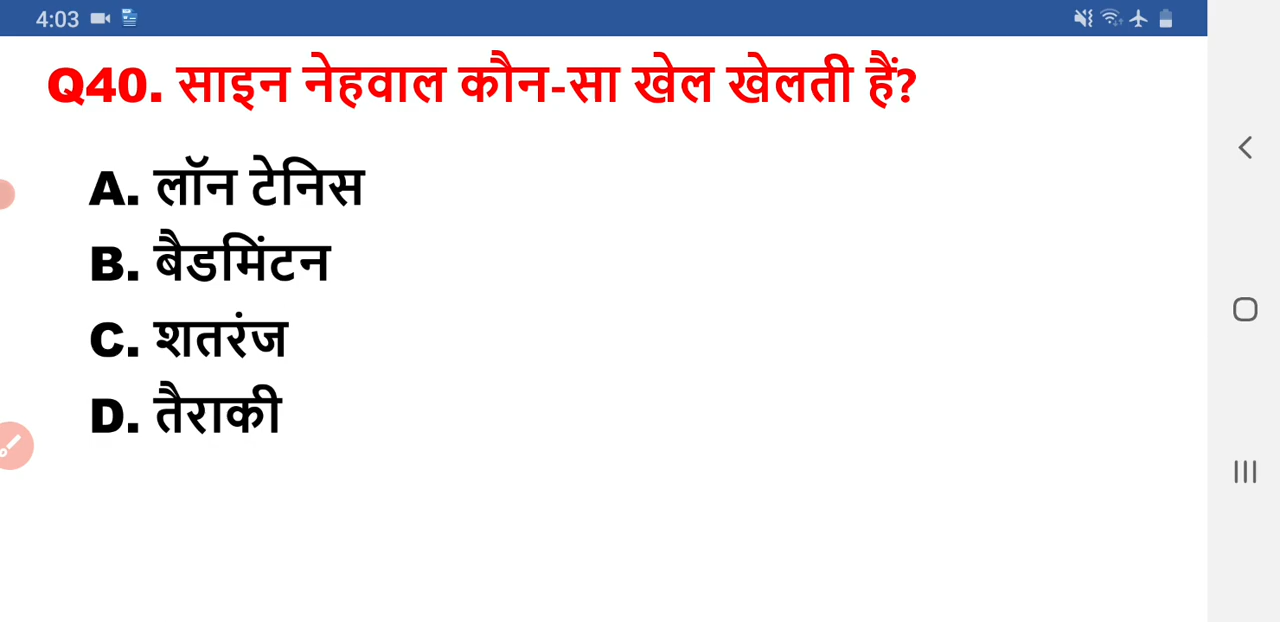 4:03
Q40. साइन नेहवाल कौन-सा खेल खेलती हैं?
A. लॉन टेनिस
B. बैडमिंटन
C. शतरंज
D. तैराकी